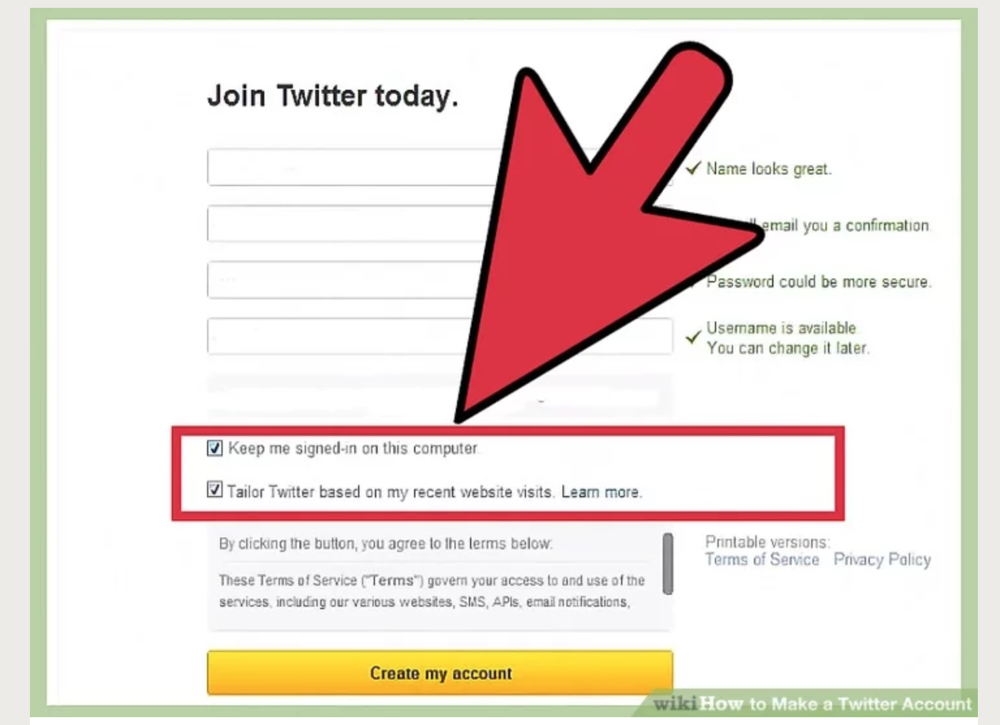 Join Twitter today.
Name looks great.
email you a confirmation.
Password could be more secure.
Username is available.
You can change it later.
Keep me signed-in on this computer.
Tailor Twitter based on my recent website visits. Learn more.
By clicking the button, you agree to the terms below:
These Terms of Service ("Terms") govern your access to and use of the
services, including our various websites, SMS, APIs, email notifications,
Printable versions:
Terms of Service Privacy Policy
Create my account
wikiHow to Make a Twitter Account